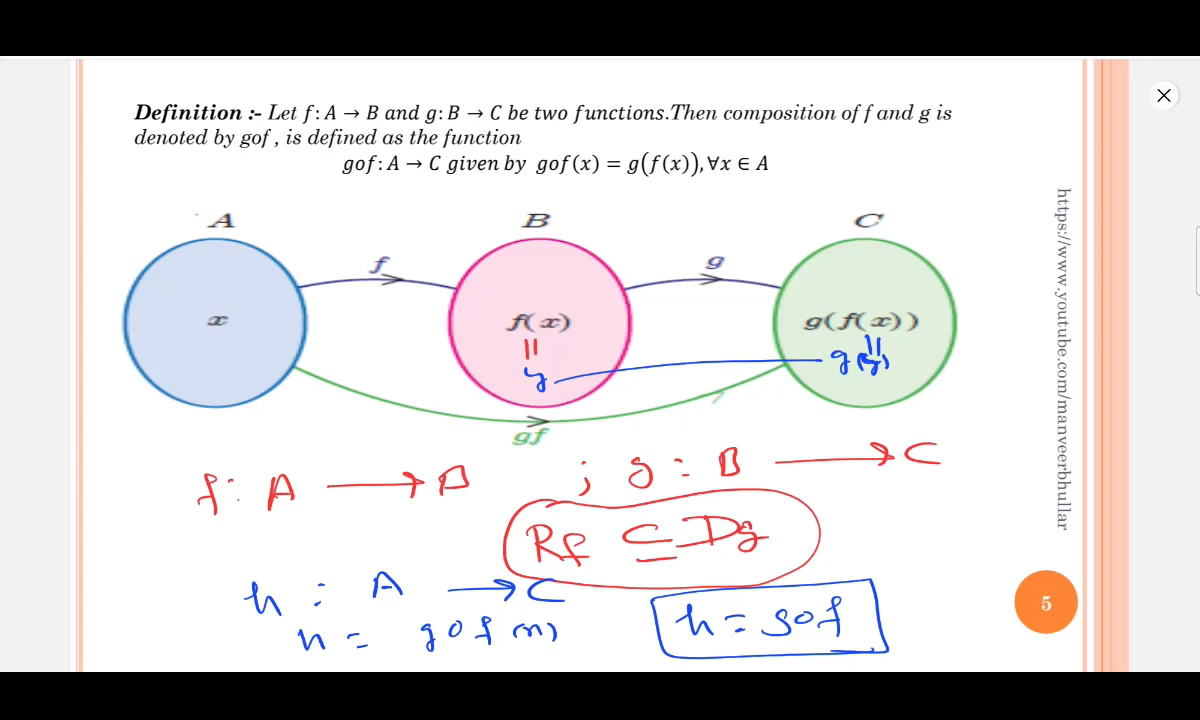 Definition :- Let f: A → B and g: B → C be two functions.Then composition of f and g is
denoted by gof , is defined as the function
gof: A → C given by gof(x) = g(f(x)), ∀x ∈ A
A B C
f g
x f(x) g(f(x))
|| ||
y g(y)
gf
f : A → B ; g : B → C
Rf ⊆ Dg
h : A → C
h = gof(x) h = gof
5
https://www.youtube.com/manveerbhullar